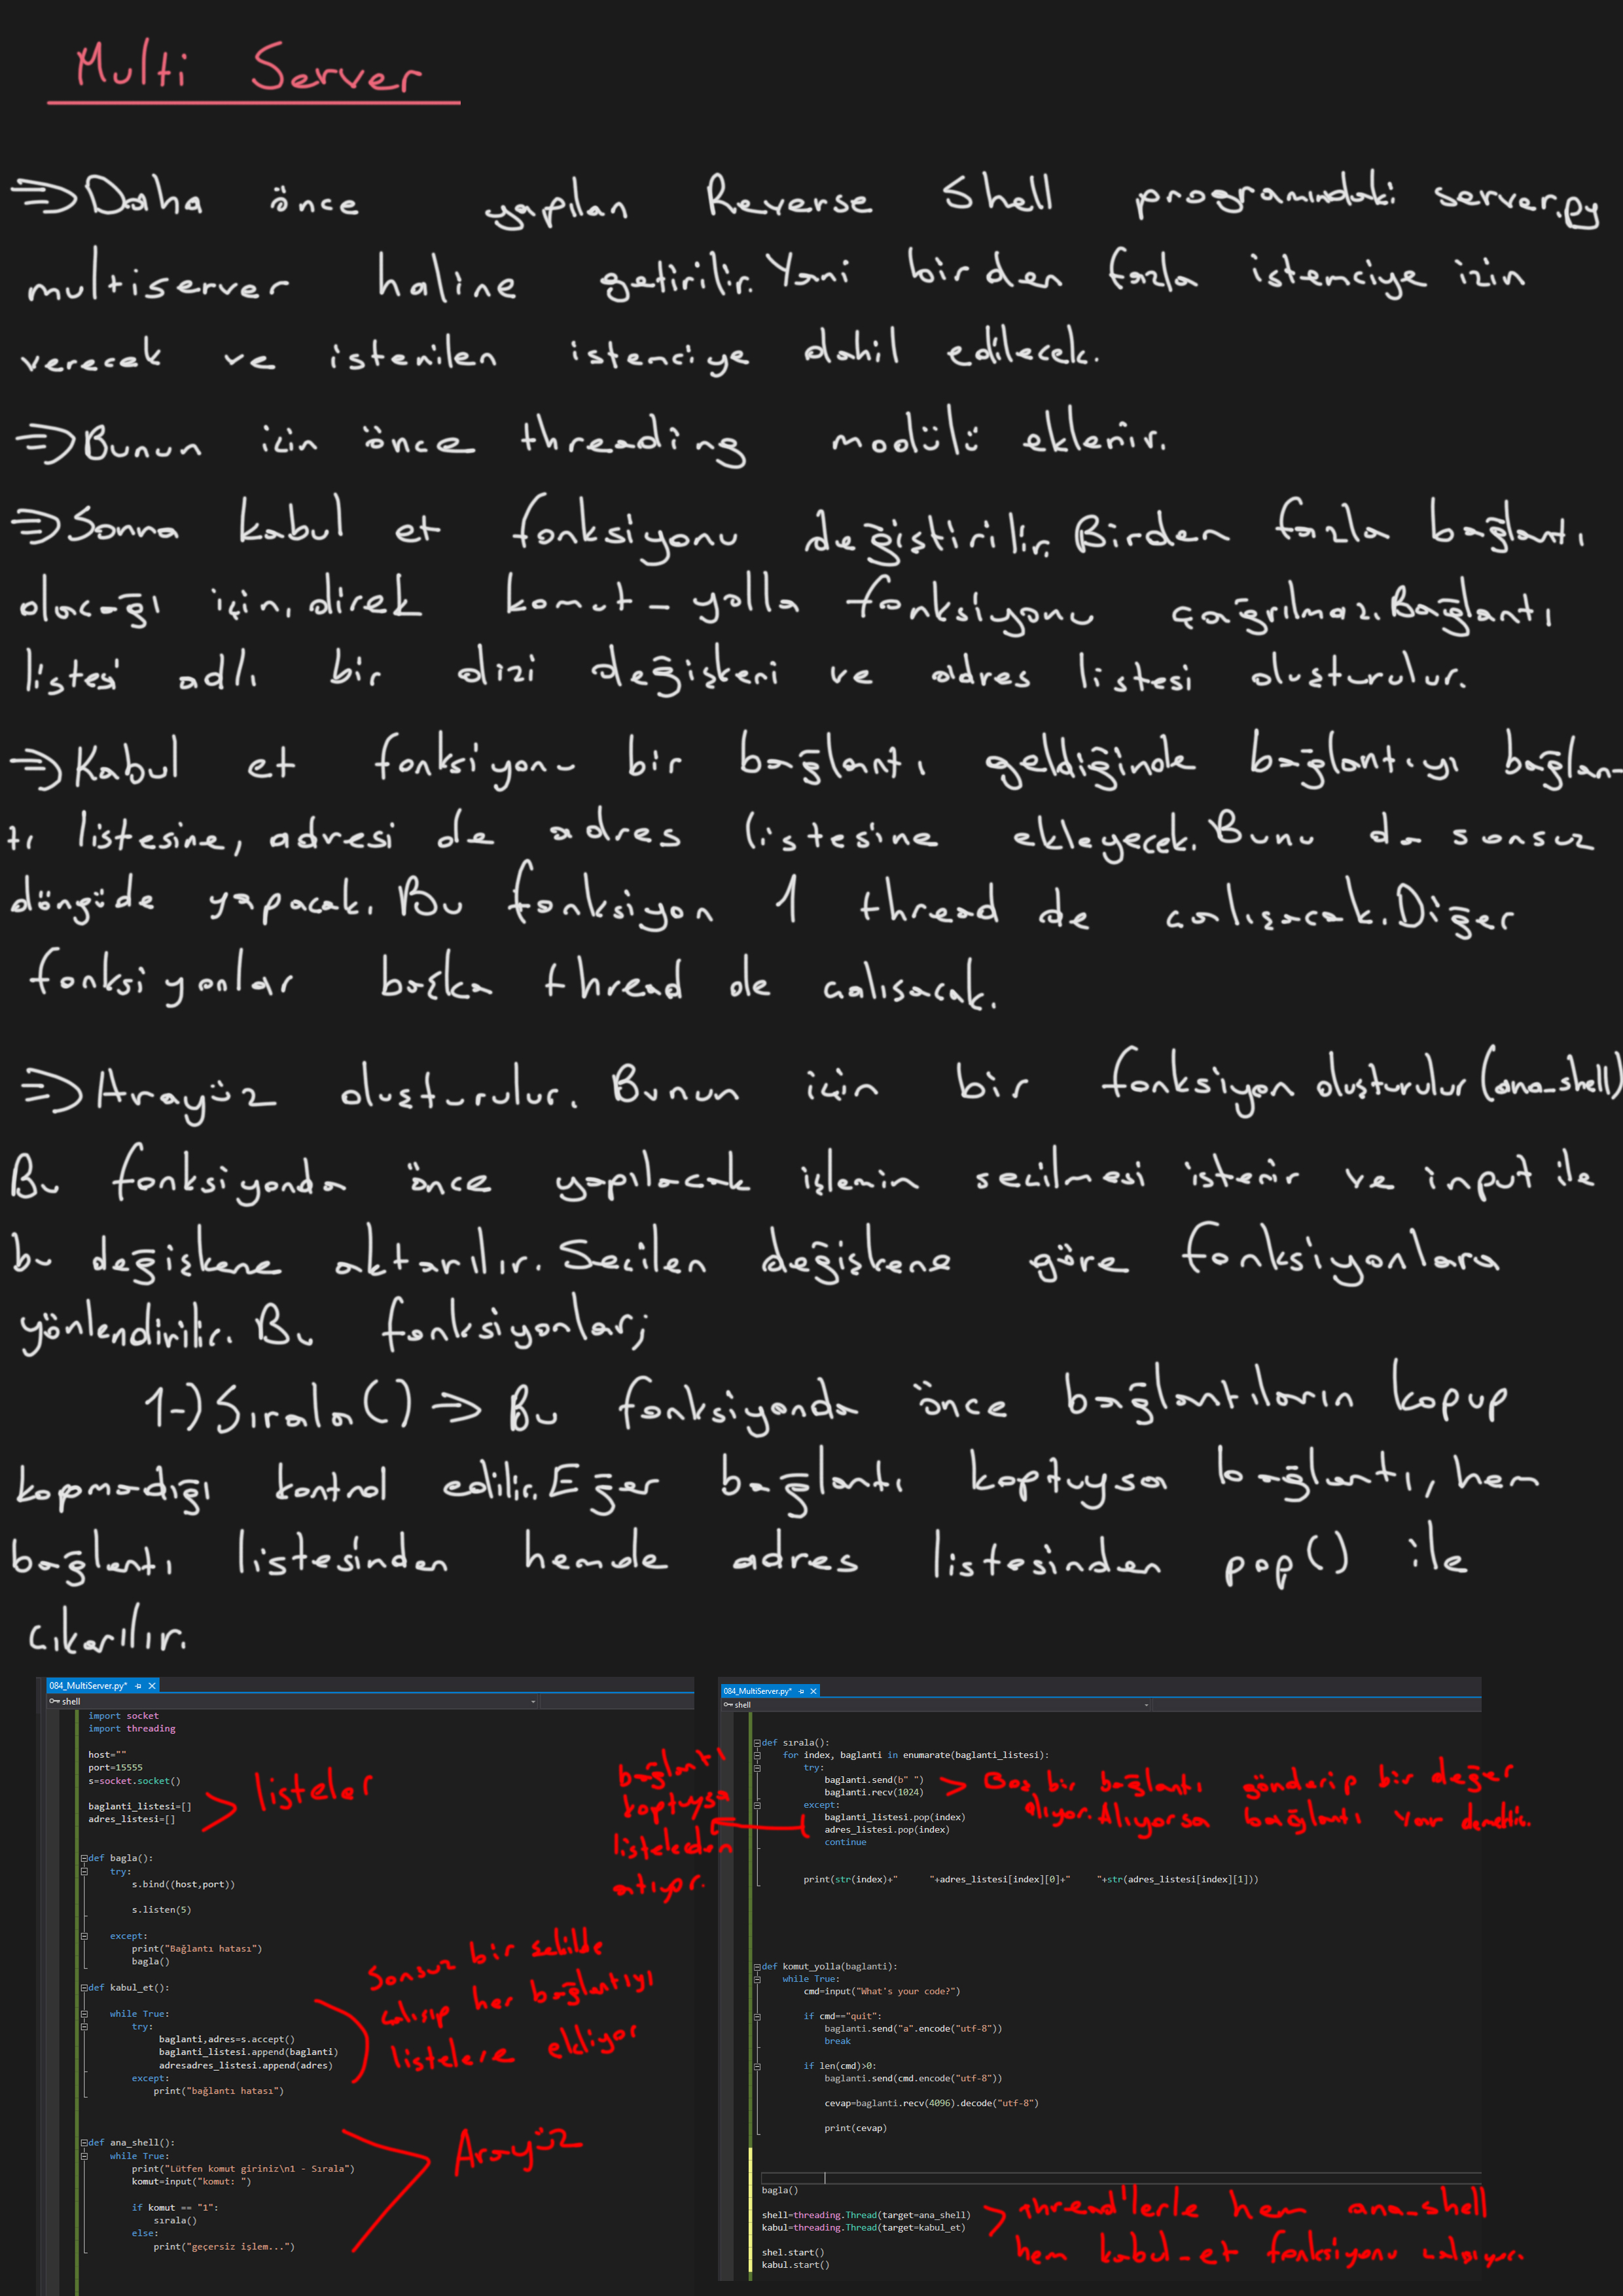 Multi Server
=> Daha önce yapılan Reverse Shell programındaki server.py
multiserver haline getirilir. Yani birden fazla istemciye izin
verecek ve istenilen istemciye dahil edilecek.
=> Bunun için önce threading modülü eklenir.
=> Sonra kabul et fonksiyonu değiştirilir. Birden fazla bağlantı
olacağı için, direk komut_yolla fonksiyonu çağrılmaz. Bağlantı
listesi adlı bir dizi değişkeni ve adres listesi oluşturulur.
=> Kabul et fonksiyonu bir bağlantı geldiğinde bağlantıyı bağlan-
tı listesine, adresi de adres listesine ekleyecek. Bunu da sonsuz
döngüde yapacak. Bu fonksiyon 1 thread de çalışacak. Diğer
fonksiyonlar başka thread de çalışacak.
=> Arayüz oluşturulur. Bunun için bir fonksiyon oluşturulur (ana_shell)
Bu fonksiyonda önce yapılacak işlemin seçilmesi istenir ve input ile
bu değişkene aktarılır. Seçilen değişkene göre fonksiyonlara
yönlendirilir. Bu fonksiyonlar;
1-) Sırala() => Bu fonksiyonda önce bağlantıların kopup
kopmadığı kontrol edilir. Eğer bağlantı koptuysa bağlantı, hem
bağlantı listesinden hemde adres listesinden pop() ile
çıkarılır.
084_MultiServer.py*
shell
import socket
import threading
host=""
port=15555
s=socket.socket()
baglanti_listesi=[]
adres_listesi=[]
listeler
def bagla():
try:
s.bind((host,port))
s.listen(5)
except:
print("Bağlantı hatası")
bagla()
def kabul_et():
while True:
try:
baglanti,adres=s.accept()
baglanti_listesi.append(baglanti)
adresadres_listesi.append(adres)
except:
print("bağlantı hatası")
Sonsuz bir şekilde
çalışıp her bağlantıyı
listelere ekliyor
def ana_shell():
while True:
print("Lütfen komut giriniz\n1 - Sırala")
komut=input("komut: ")
if komut == "1":
sırala()
else:
print("geçersiz işlem...")
Arayüz
084_MultiServer.py*
shell
def sırala():
for index, baglanti in enumarate(baglanti_listesi):
try:
baglanti.send(b" ")
baglanti.recv(1024)
except:
baglanti_listesi.pop(index)
adres_listesi.pop(index)
continue
print(str(index)+"      "+adres_listesi[index][0]+"     "+str(adres_listesi[index][1]))
Boş bir bağlantı gönderip bir değer
alıyor. Alıyorsa bağlantı var demektir.
bağlantı
koptuysa
listeleden
atıyor.
def komut_yolla(baglanti):
while True:
cmd=input("What's your code?")
if cmd=="quit":
baglanti.send("a".encode("utf-8"))
break
if len(cmd)>0:
baglanti.send(cmd.encode("utf-8"))
cevap=baglanti.recv(4096).decode("utf-8")
print(cevap)
bagla()
shell=threading.Thread(target=ana_shell)
kabul=threading.Thread(target=kabul_et)
shel.start()
kabul.start()
thread'lerle hem ana_shell
hem kabul_et fonksiyonu çalışıyor.